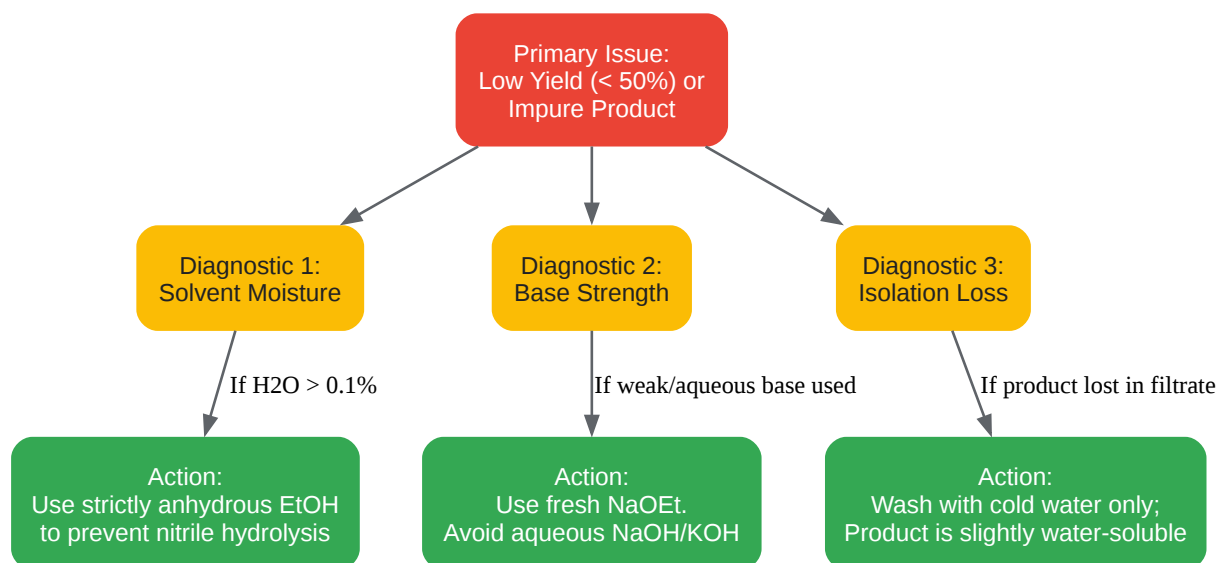 Primary Issue:
Low Yield (< 50%) or
Impure Product
Diagnostic 1:
Solvent Moisture
Diagnostic 2:
Base Strength
Diagnostic 3:
Isolation Loss
If H2O > 0.1%
If weak/aqueous base used
If product lost in filtrate
Action:
Use strictly anhydrous EtOH
to prevent nitrile hydrolysis
Action:
Use fresh NaOEt.
Avoid aqueous NaOH/KOH
Action:
Wash with cold water only;
Product is slightly water-soluble